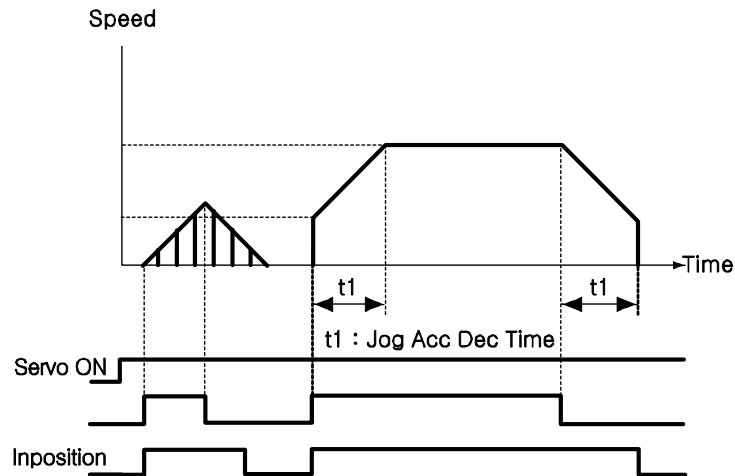 Speed
Time
t1
t1
t1 : Jog Acc Dec Time
Servo ON
Inposition